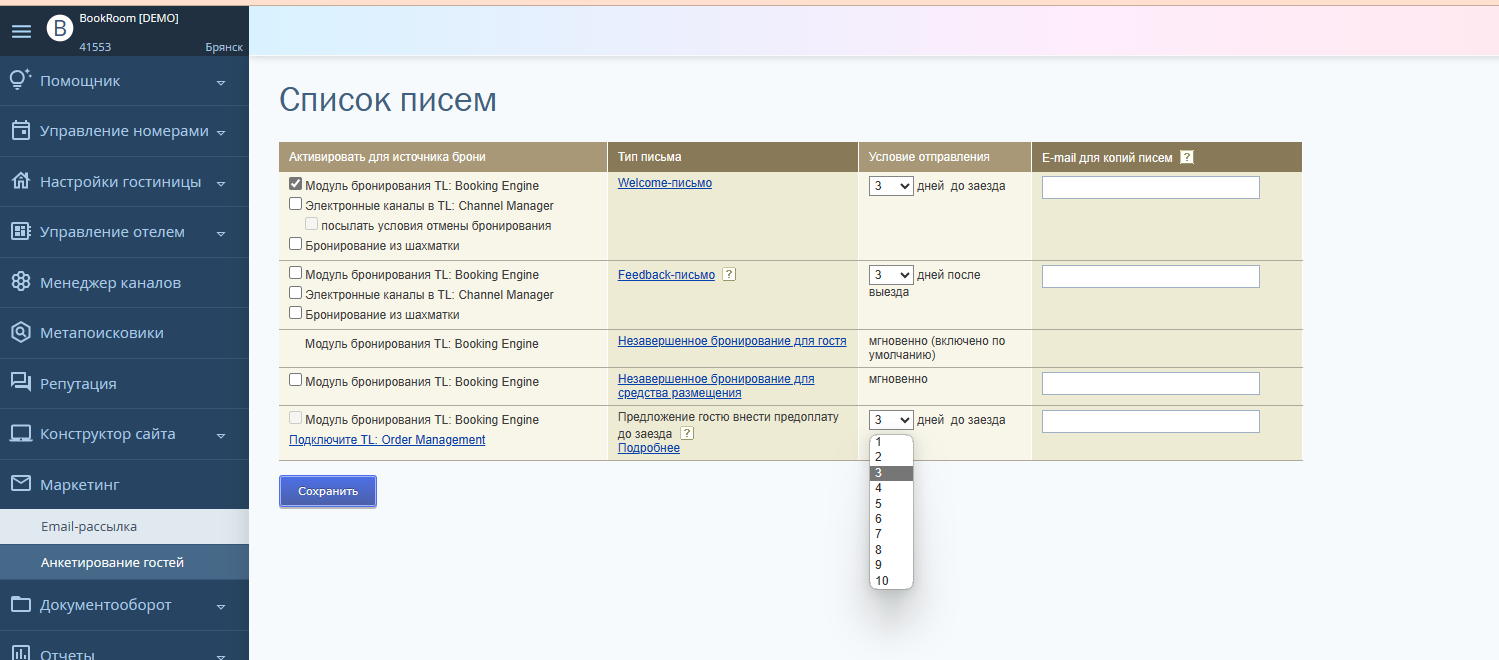 BookRoom [DEMO]
B
41553
Брянск
Помощник
Управление номерами
Настройки гостиницы
Управление отелем
Менеджер каналов
Метапоисковики
Репутация
Конструктор сайта
Маркетинг
Email-рассылка
Анкетирование гостей
Документооборот
Отчеты
Список писем
Активировать для источника брони
Тип письма
Условие отправления
E-mail для копий писем ?
Модуль бронирования TL: Booking Engine
Электронные каналы в TL: Channel Manager
посылать условия отмены бронирования
Бронирование из шахматки
Welcome-письмо
3 дней до заезда
Модуль бронирования TL: Booking Engine
Электронные каналы в TL: Channel Manager
Бронирование из шахматки
Feedback-письмо ?
3 дней после
выезда
Модуль бронирования TL: Booking Engine
Незавершенное бронирование для гостя
мгновенно (включено по
умолчанию)
Модуль бронирования TL: Booking Engine
Незавершенное бронирование для
средства размещения
мгновенно
Модуль бронирования TL: Booking Engine
Подключите TL: Order Management
Предложение гостю внести предоплату
до заезда ?
Подробнее
3 дней до заезда
1
2
3
4
5
6
7
8
9
10
Сохранить